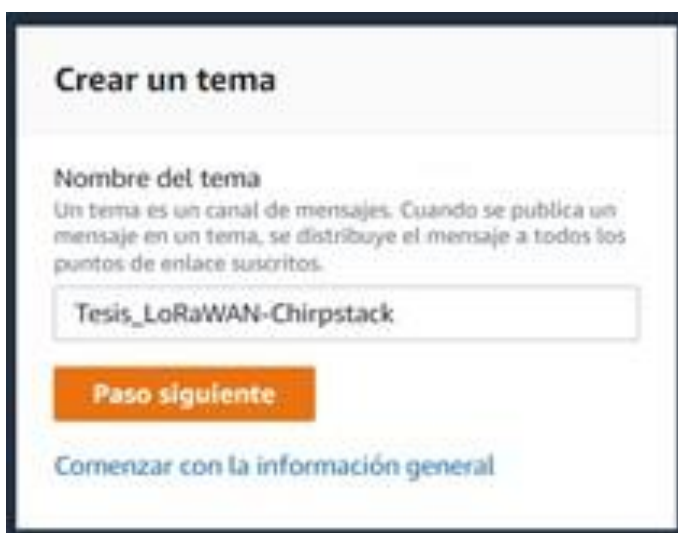 Crear un tema
Nombre del tema
Un tema es un canal de mensajes. Cuando se publica un
mensaje en un tema, se distribuye el mensaje a todos los
puntos de enlace suscritos.
Tesis_LoRaWAN-Chirpstack
Paso siguiente
Comenzar con la información general